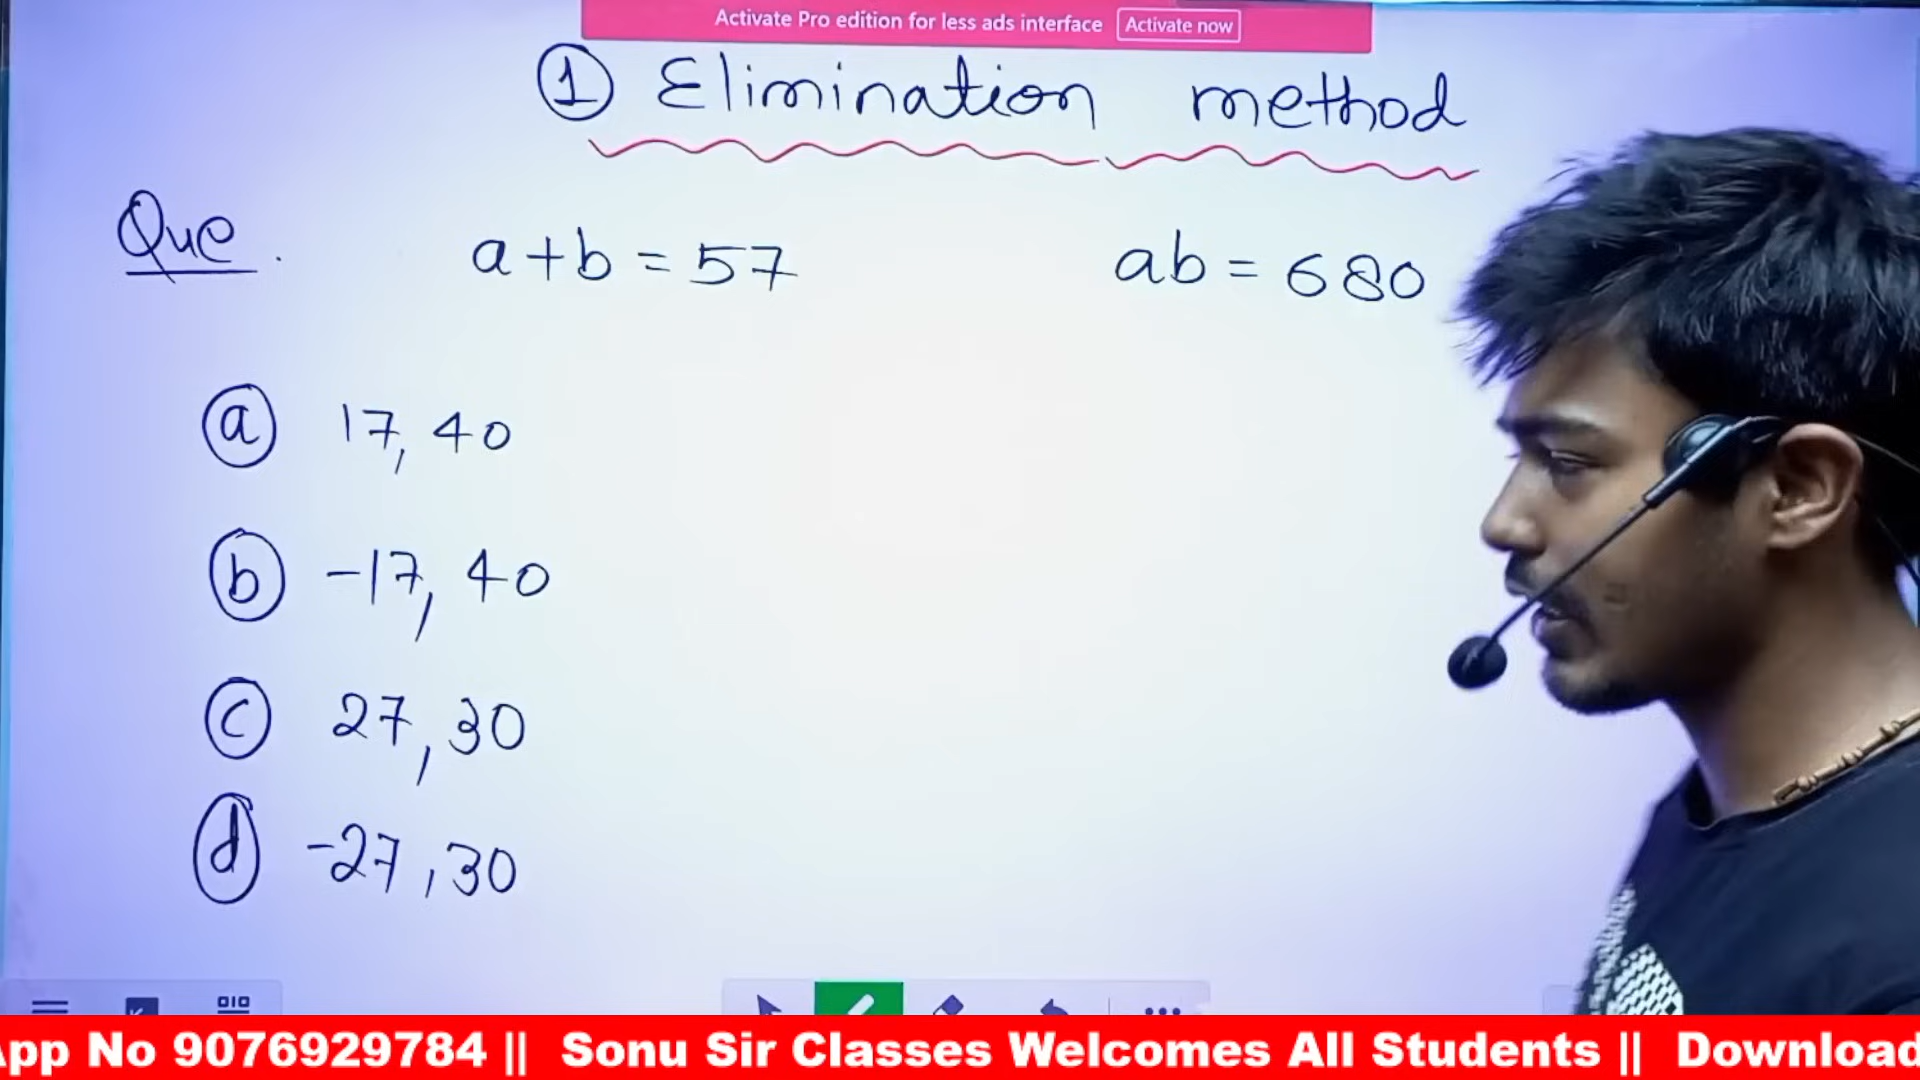 Activate Pro edition for less ads interface Activate now
① Elimination method
Que. a+b = 57 ab = 680
ⓐ 17, 40
ⓑ -17, 40
ⓒ 27, 30
ⓓ -27, 30
App No 9076929784 || Sonu Sir Classes Welcomes All Students || Download